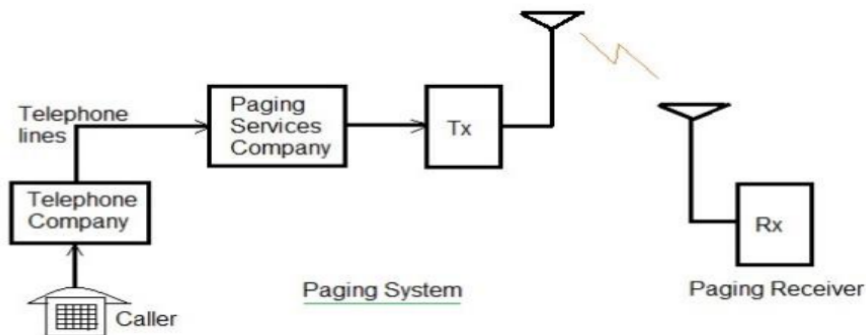 Telephone
lines
Paging
Services
Company
Tx
Telephone
Company
Rx
Paging System
Paging Receiver
Caller